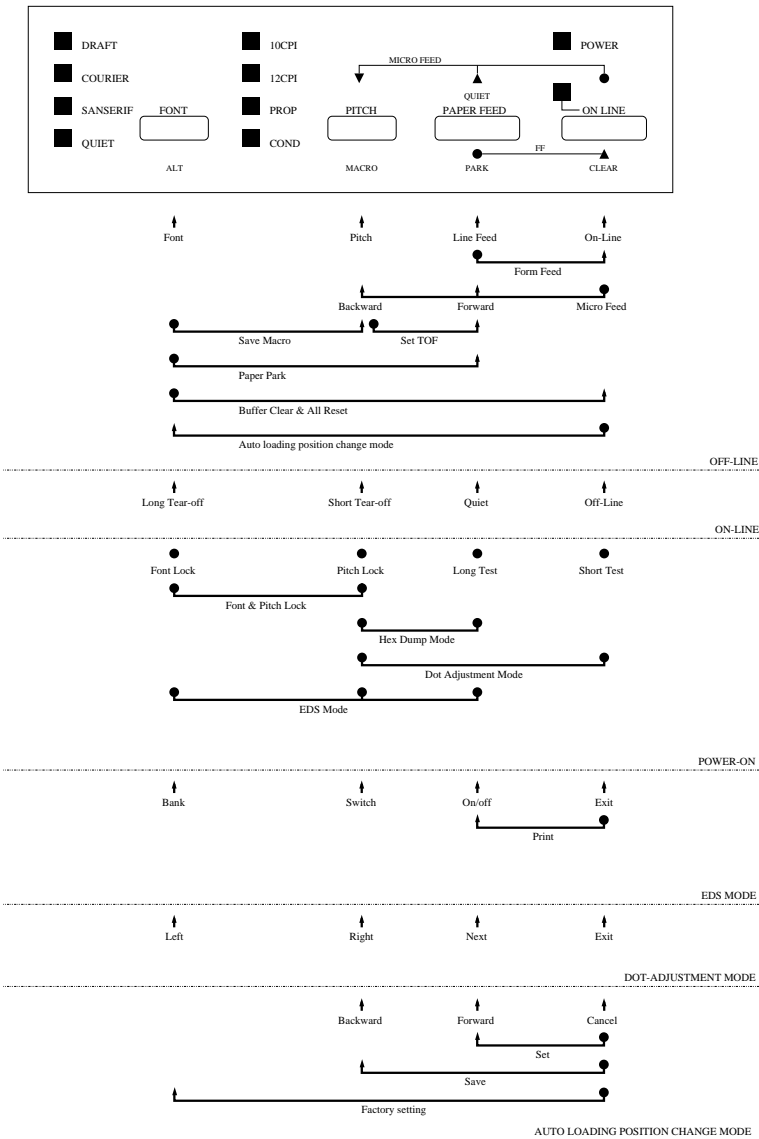 DRAFT 10CPI POWER
MICRO FEED
COURIER 12CPI
QUIET
SANSERIF FONT PROP PITCH PAPER FEED ON LINE
QUIET COND
FF
ALT MACRO PARK CLEAR
Font Pitch Line Feed On-Line
Form Feed
Backward Forward Micro Feed
Save Macro Set TOF
Paper Park
Buffer Clear & All Reset
Auto loading position change mode
OFF-LINE
Long Tear-off Short Tear-off Quiet Off-Line
ON-LINE
Font Lock Pitch Lock Long Test Short Test
Font & Pitch Lock
Hex Dump Mode
Dot Adjustment Mode
EDS Mode
POWER-ON
Bank Switch On/off Exit
Print
EDS MODE
Left Right Next Exit
DOT-ADJUSTMENT MODE
Backward Forward Cancel
Set
Save
Factory setting
AUTO LOADING POSITION CHANGE MODE